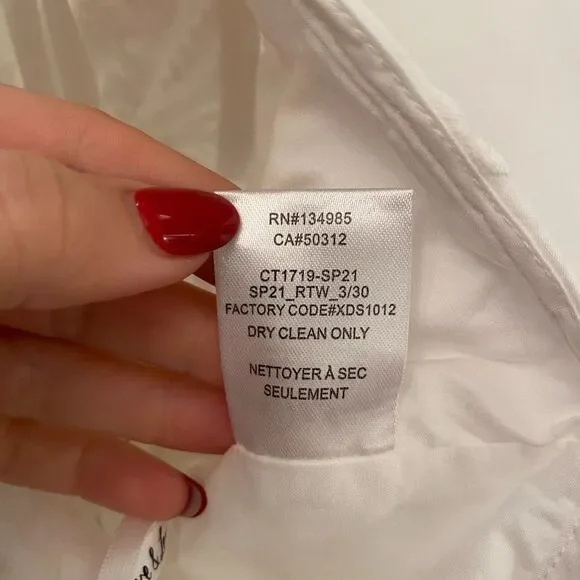 RN#134985
CA#50312
CT1719-SP21
SP21_RTW_3/30
FACTORY CODE#XDS1012
DRY CLEAN ONLY
NETTOYER À SEC
SEULEMENT